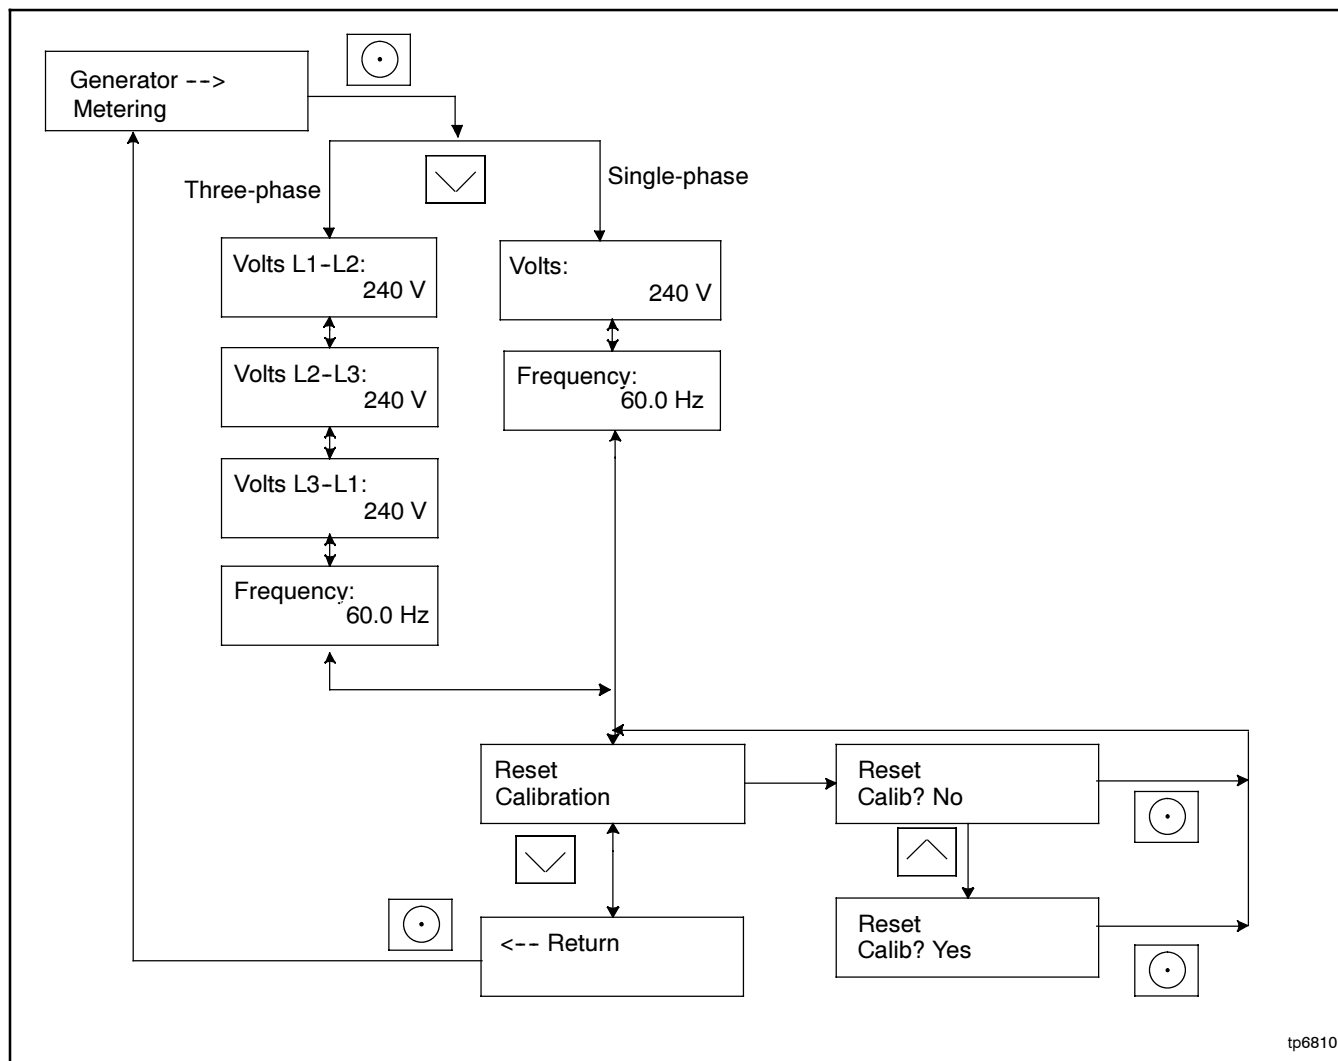 Generator -->
Metering
Three-phase
Single-phase
Volts L1-L2:
240 V
Volts:
240 V
Volts L2-L3:
240 V
Frequency:
60.0 Hz
Volts L3-L1:
240 V
Frequency:
60.0 Hz
Reset
Calibration
Reset
Calib? No
<-- Return
Reset
Calib? Yes
tp6810